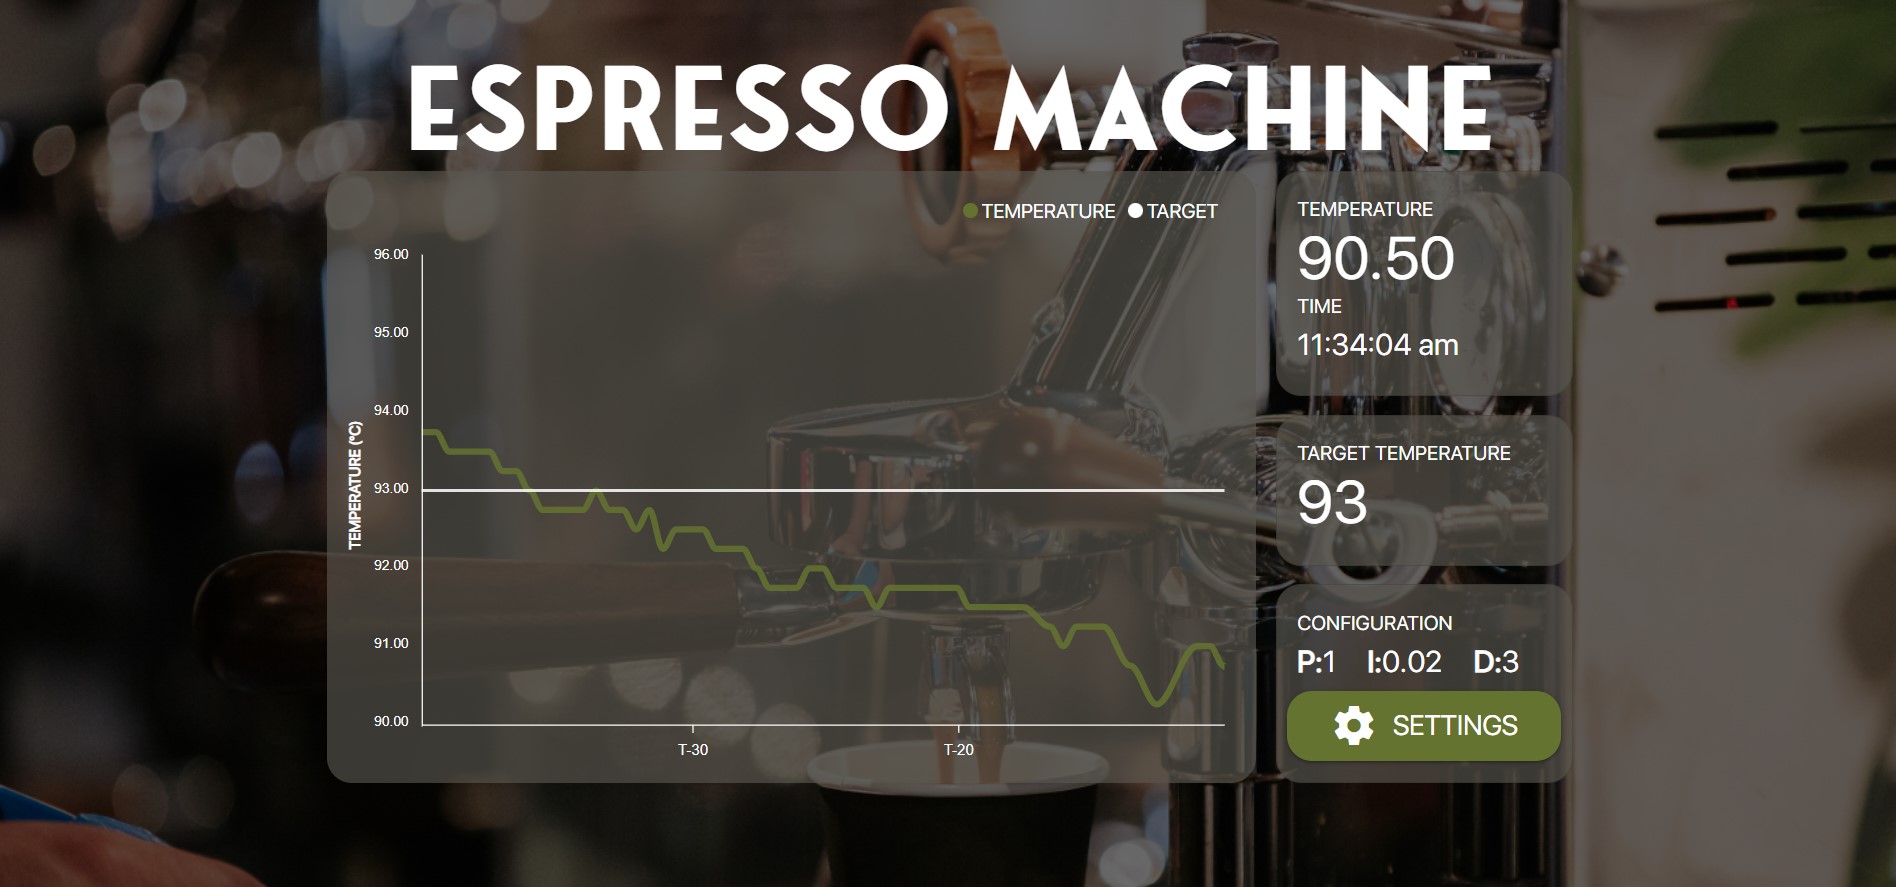 ESPRESSO MACHINE
TEMPERATURE TARGET
96.00
95.00
94.00
93.00
92.00
91.00
90.00
TEMPERATURE (°C)
T-30 T-20
TEMPERATURE
90.50
TIME
11:34:04 am
TARGET TEMPERATURE
93
CONFIGURATION
P:1 I:0.02 D:3
SETTINGS